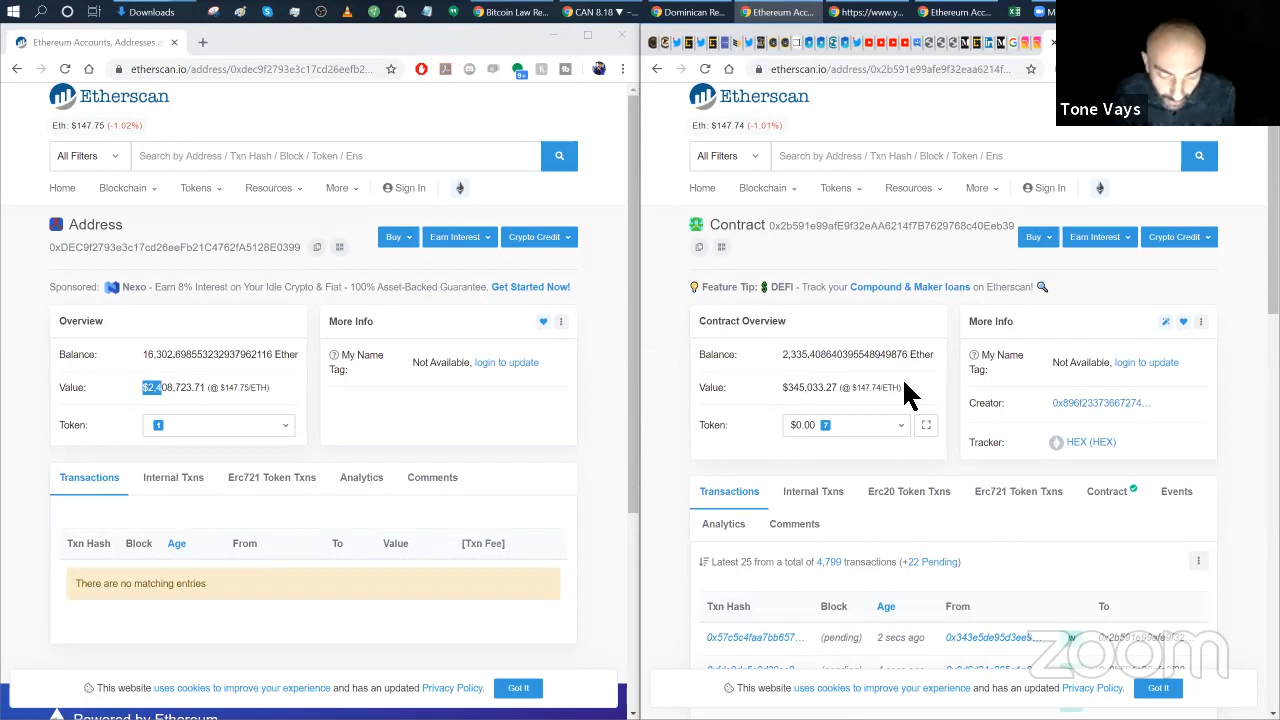 Downloads
Bitcoin Law Re
CAN 8.18
Dominican Re
Ethereum Acc
https://www.y
Ethereum Acc
Ethereum Accounts, Addresses a
etherscan.io/address/0xdec9f2793e3c17cd26eefb2...
9+
Etherscan
Eth: $147.75 (-1.02%)
All Filters
Search by Address / Txn Hash / Block / Token / Ens
Home
Blockchain
Tokens
Resources
More
Sign In
Address
0xDEC9f2793e3c17cd26eeFb21C4762fA5128E0399
Buy
Earn Interest
Crypto Credit
Sponsored: Nexo - Earn 8% Interest on Your Idle Crypto & Fiat - 100% Asset-Backed Guarantee. Get Started Now!
Overview
Balance: 16,302.698553232937962116 Ether
Value: $2,408,723.71 (@ $147.75/ETH)
Token: 1
More Info
My Name Tag: Not Available, login to update
Transactions
Internal Txns
Erc721 Token Txns
Analytics
Comments
Txn Hash Block Age From To Value [Txn Fee]
There are no matching entries
This website uses cookies to improve your experience and has an updated Privacy Policy. Got It
Powered by Ethereum
etherscan.io/address/0x2b591e99afe9f32eaa6214f...
Tone Vays
Etherscan
Eth: $147.74 (-1.01%)
All Filters
Search by Address / Txn Hash / Block / Token / Ens
Home
Blockchain
Tokens
Resources
More
Sign In
Contract 0x2b591e99afE9f32eAA6214f7B7629768c40Eeb39
Buy
Earn Interest
Crypto Credit
Feature Tip: DEFI - Track your Compound & Maker loans on Etherscan!
Contract Overview
Balance: 2,335.408640395548949876 Ether
Value: $345,033.27 (@ $147.74/ETH)
Token: $0.00 7
More Info
My Name Tag: Not Available, login to update
Creator: 0x896f23373667274...
Tracker: HEX (HEX)
Transactions
Internal Txns
Erc20 Token Txns
Erc721 Token Txns
Contract
Events
Analytics
Comments
Latest 25 from a total of 4,799 transactions (+22 Pending)
Txn Hash Block Age From To
0x57c5c4faa7bb657... (pending) 2 secs ago 0x343e5de95d3ee9... 0x2b591e99afe9f32...
zoom
This website uses cookies to improve your experience and has an updated Privacy Policy. Got It